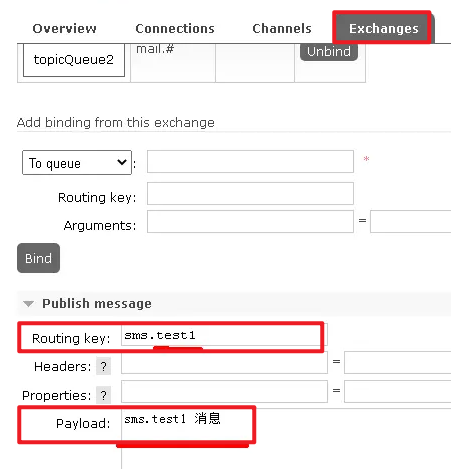 Overview Connections Channels Exchanges
topicQueue2 mail.# Unbind
Add binding from this exchange
To queue : *
Routing key:
Arguments: =
Bind
Publish message
Routing key: sms.test1
Headers: ? =
Properties: ? =
Payload: sms.test1 消息